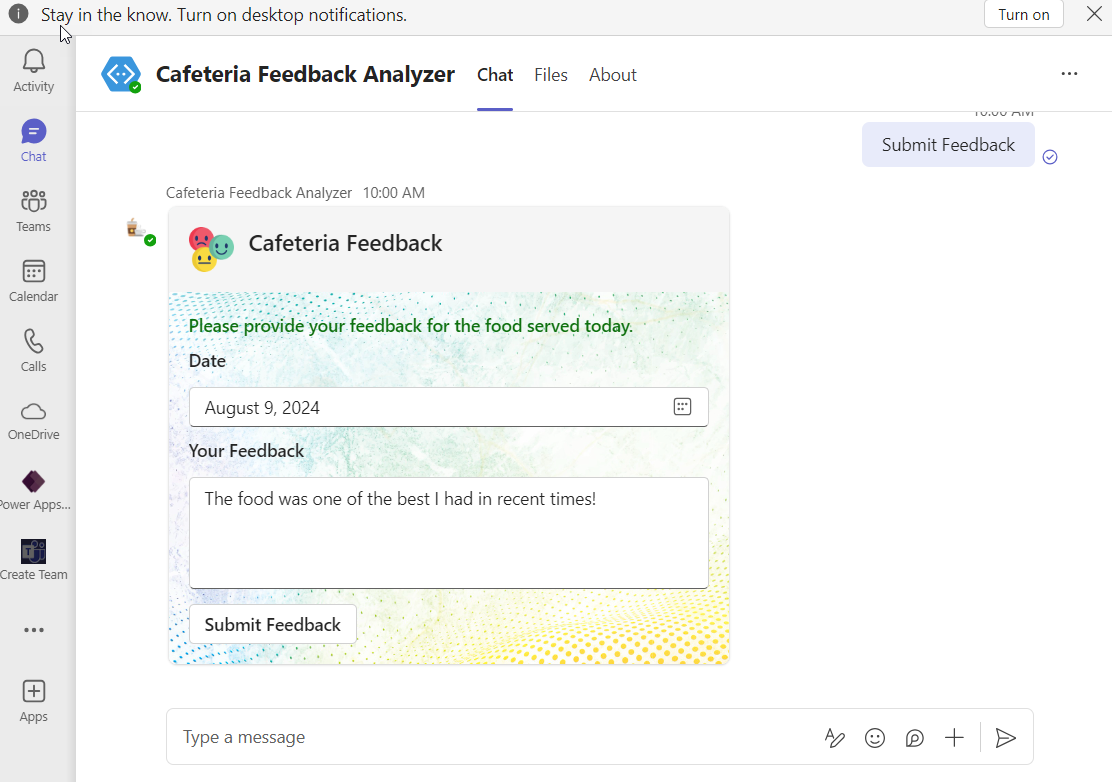 Stay in the know. Turn on desktop notifications.
Turn on
Activity
Chat
Teams
Calendar
Calls
OneDrive
Power Apps...
Create Team
Apps
Cafeteria Feedback Analyzer
Chat
Files
About
10:00 AM
Submit Feedback
Cafeteria Feedback Analyzer 10:00 AM
Cafeteria Feedback
Please provide your feedback for the food served today.
Date
August 9, 2024
Your Feedback
The food was one of the best I had in recent times!
Submit Feedback
Type a message